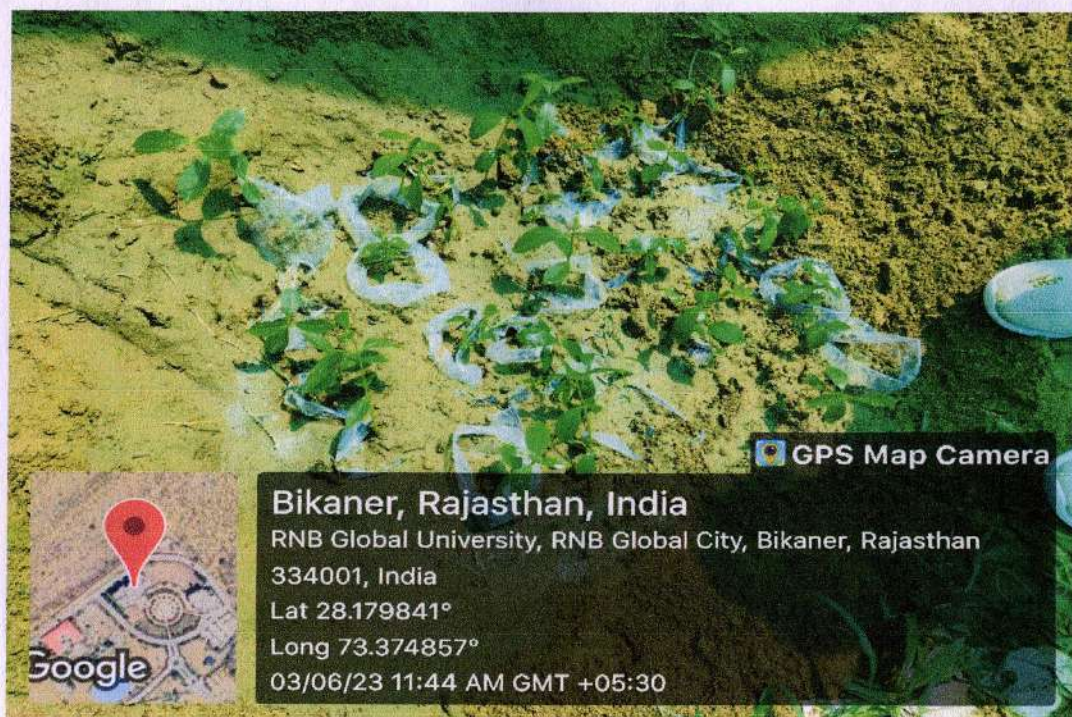 GPS Map Camera
Bikaner, Rajasthan, India
RNB Global University, RNB Global City, Bikaner, Rajasthan
334001, India
Lat 28.179841°
Long 73.374857°
03/06/23 11:44 AM GMT +05:30
Google